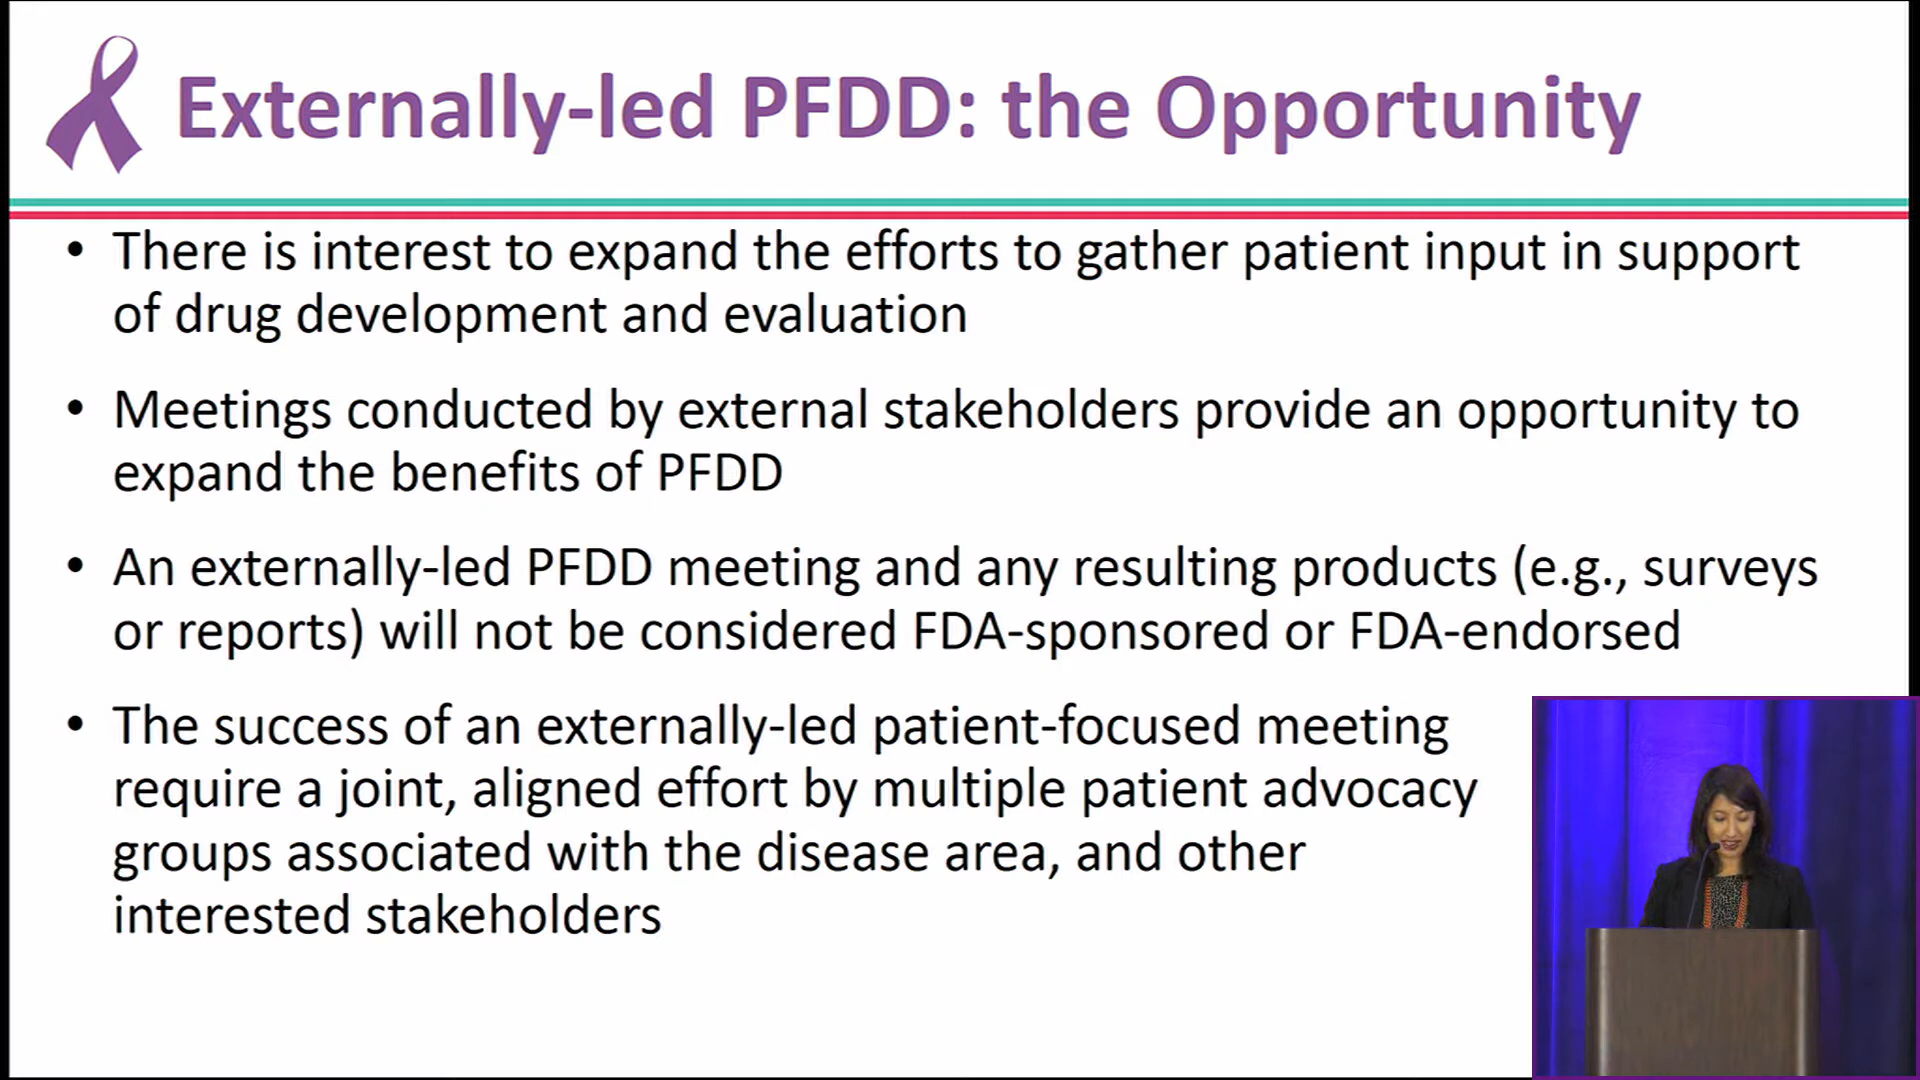 Externally-led PFDD: the Opportunity
• There is interest to expand the efforts to gather patient input in support
of drug development and evaluation
• Meetings conducted by external stakeholders provide an opportunity to
expand the benefits of PFDD
• An externally-led PFDD meeting and any resulting products (e.g., surveys
or reports) will not be considered FDA-sponsored or FDA-endorsed
• The success of an externally-led patient-focused meeting
require a joint, aligned effort by multiple patient advocacy
groups associated with the disease area, and other
interested stakeholders